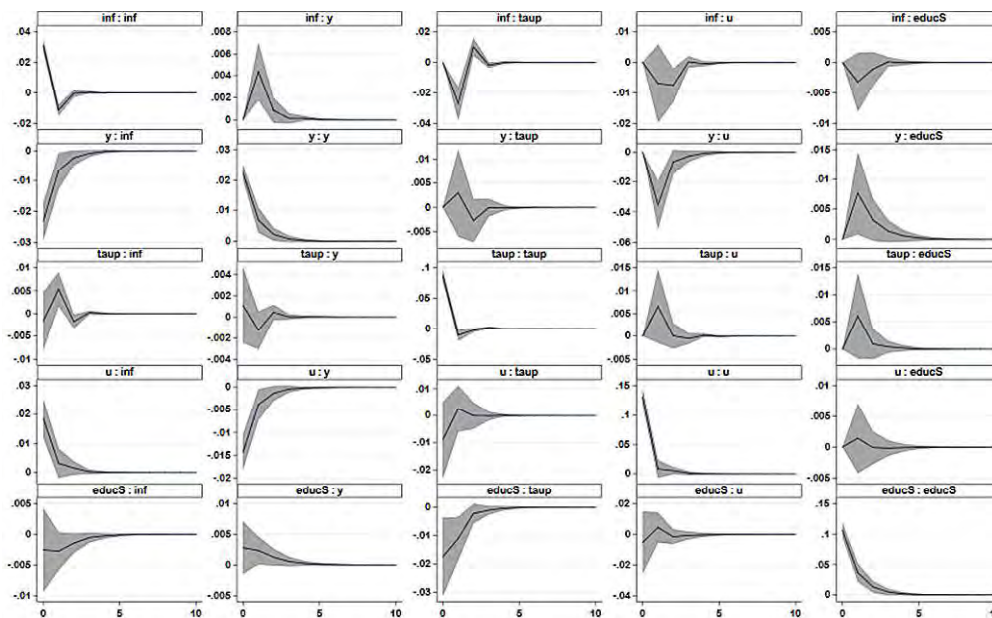 inf : inf inf : y inf : taup inf : u inf : educS
.04 .008 .02 .01 .005
.02 .006 0 0 0
0 .004 -.02 -.01 -.005
-.02 .002 -.04 -.02 -.01
0
y : inf y : y y : taup y : u y : educS
0 .03 .01 0 .015
-.01 .02 .005 -.02 .01
-.02 .01 0 -.04 .005
-.03 0 -.005 -.06 0
taup : inf taup : y taup : taup taup : u taup : educS
.01 .004 .1 .015 .015
.005 .002 .05 .01 .01
0 0 0 .005 .005
-.005 -.002 -.05 0 0
-.01 -.004 -.005
u : inf u : y u : taup u : u u : educS
.03 0 .01 .15 .01
.02 -.005 0 .1 .005
.01 -.01 -.01 .05 0
0 -.015 -.02 0 -.005
-.02
educS : inf educS : y educS : taup educS : u educS : educS
.005 .01 0 .02 .15
0 .005 -.01 0 .1
-.005 0 -.02 -.02 .05
-.01 -.005 -.03 -.04 0
0 5 10 0 5 10 0 5 10 0 5 10 0 5 10